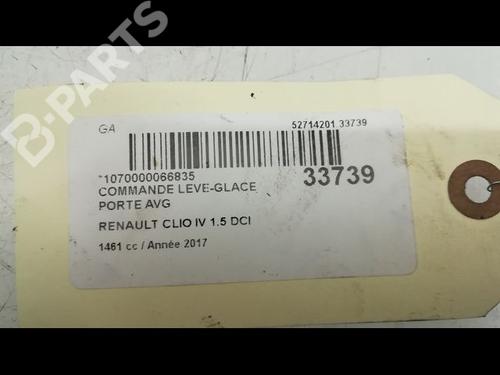 B-PARTS
GA
52714201 33739
*1070000066835
33739
COMMANDE LEVE-GLACE
PORTE AVG
RENAULT CLIO IV 1.5 DCI
1461 cc / Année 2017